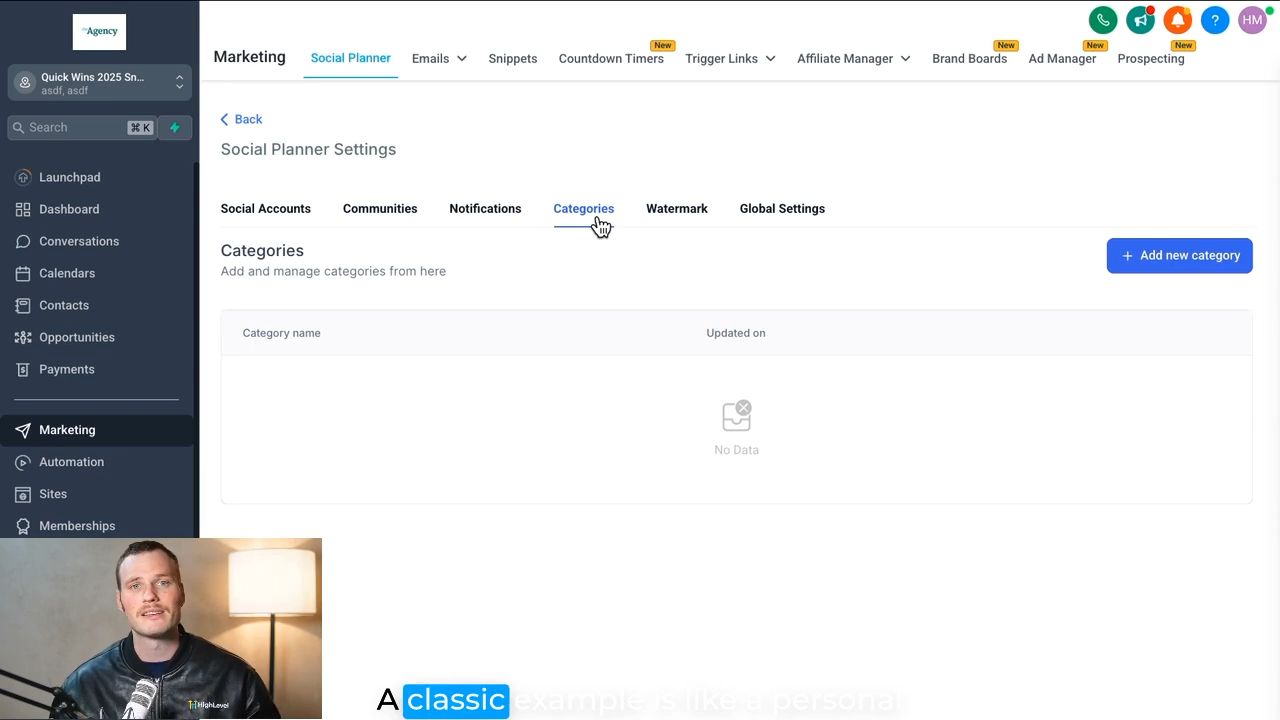 the Agency
Quick Wins 2025 Sn...
asdf, asdf
Search ⌘ K
Launchpad
Dashboard
Conversations
Calendars
Contacts
Opportunities
Payments
Marketing
Automation
Sites
Memberships
HM
Marketing Social Planner Emails Snippets Countdown Timers New Trigger Links Affiliate Manager Brand Boards New Ad Manager New Prospecting New
Back
Social Planner Settings
Social Accounts Communities Notifications Categories Watermark Global Settings
Categories
Add and manage categories from here
+ Add new category
Category name Updated on
No Data
HighLevel
A classic example is like a personal